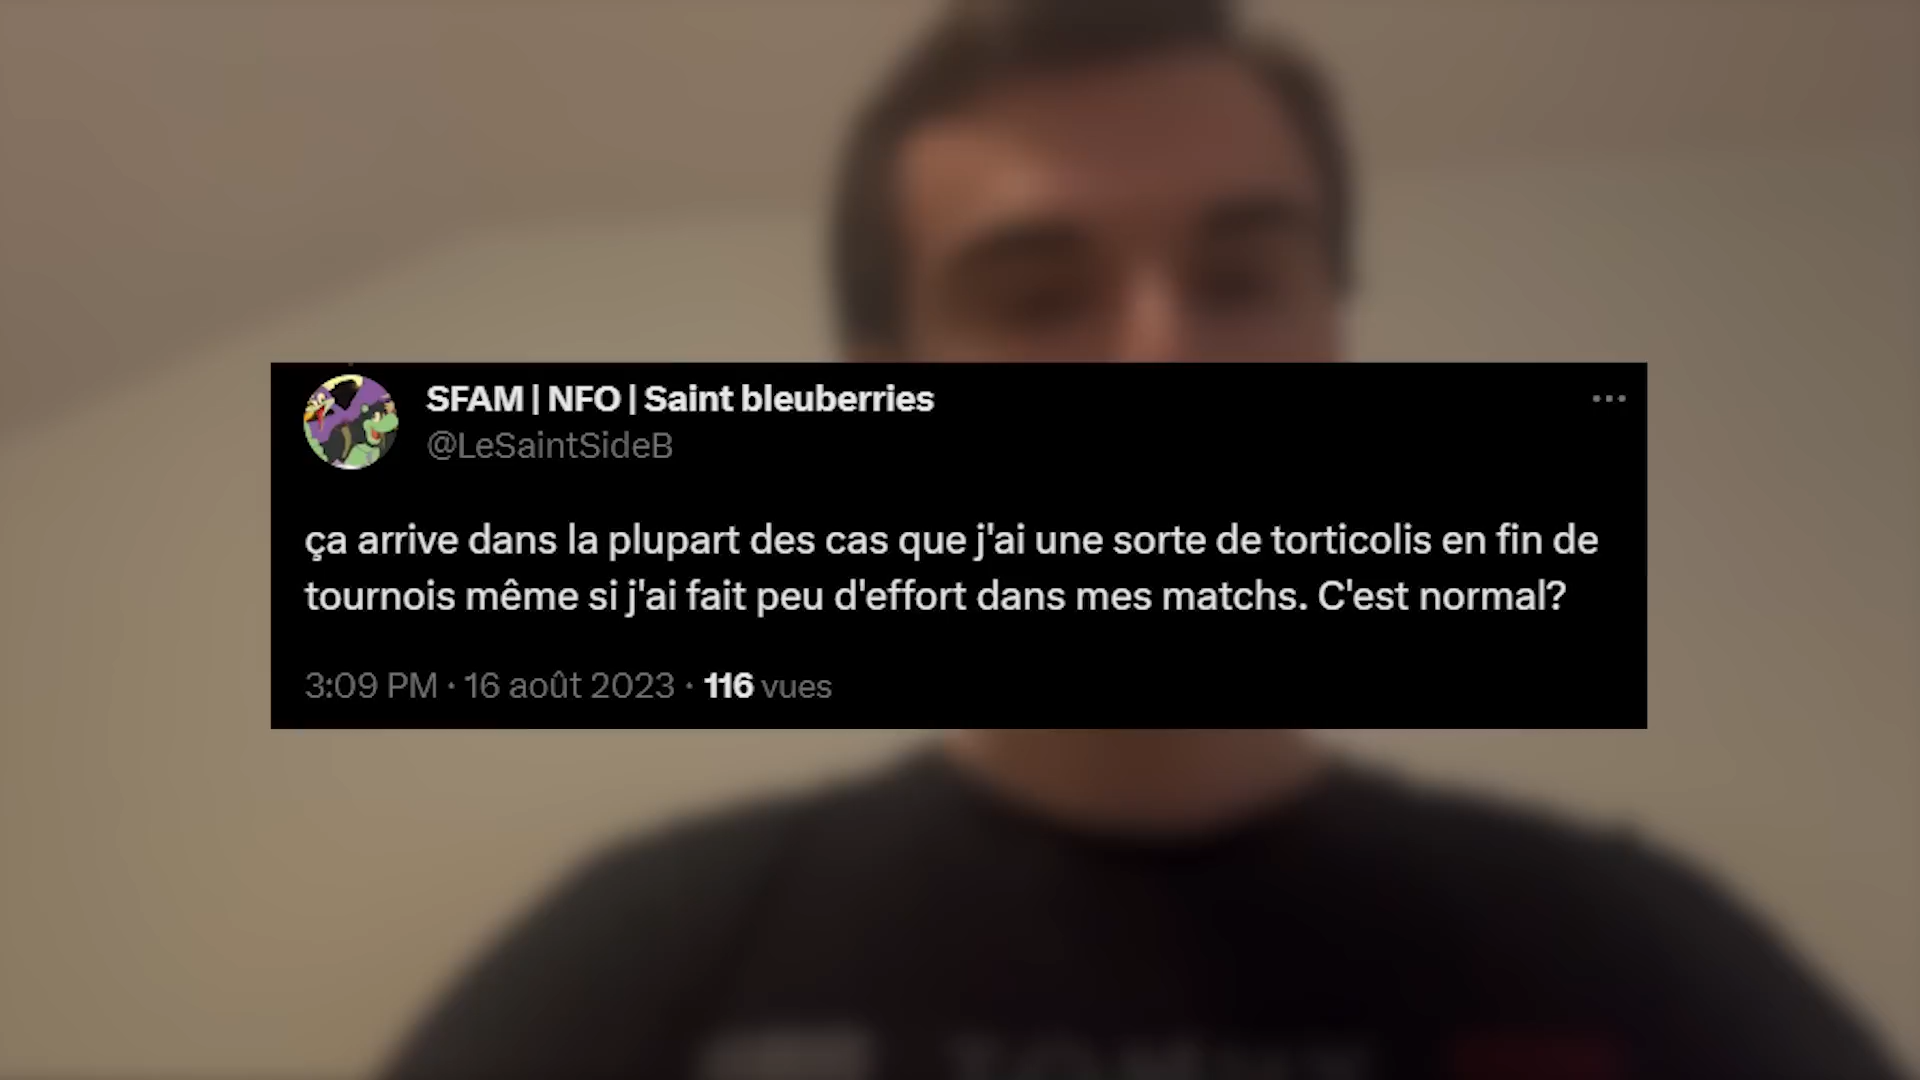 SFAM | NFO | Saint bleuberries
@LeSaintSideB
ça arrive dans la plupart des cas que j'ai une sorte de torticolis en fin de
tournois même si j'ai fait peu d'effort dans mes matchs. C'est normal?
3:09 PM · 16 août 2023 · 116 vues